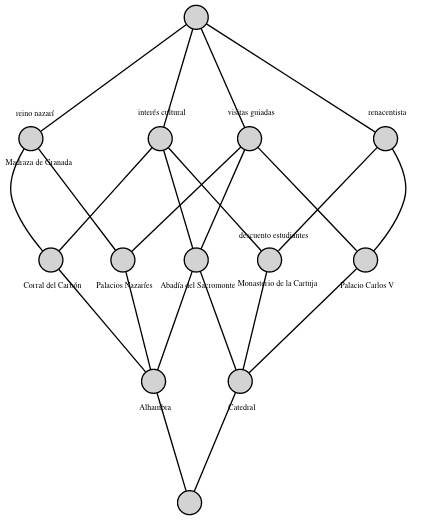 reino nazarí
interés cultural
visitas guiadas
renacentista
Madraza de Granada
descuento estudiantes
Corral del Carbón
Palacios Nazaríes
Abadía del Sacromonte
Monasterio de la Cartuja
Palacio Carlos V
Alhambra
Catedral